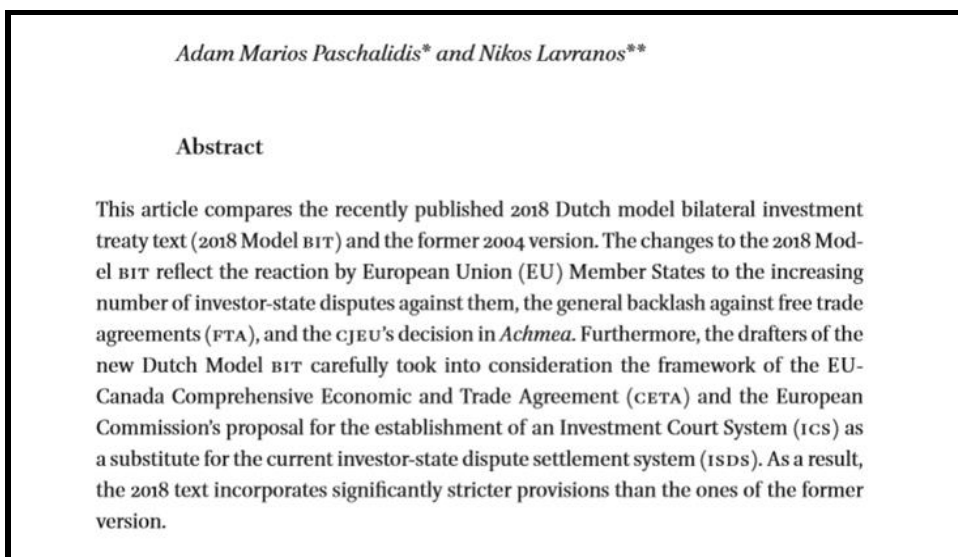 Adam Marios Paschalidis* and Nikos Lavranos**
Abstract
This article compares the recently published 2018 Dutch model bilateral investment
treaty text (2018 Model BIT) and the former 2004 version. The changes to the 2018 Mod-
el BIT reflect the reaction by European Union (EU) Member States to the increasing
number of investor-state disputes against them, the general backlash against free trade
agreements (FTA), and the CJEU's decision in Achmea. Furthermore, the drafters of the
new Dutch Model BIT carefully took into consideration the framework of the EU-
Canada Comprehensive Economic and Trade Agreement (CETA) and the European
Commission's proposal for the establishment of an Investment Court System (ICS) as
a substitute for the current investor-state dispute settlement system (ISDS). As a result,
the 2018 text incorporates significantly stricter provisions than the ones of the former
version.